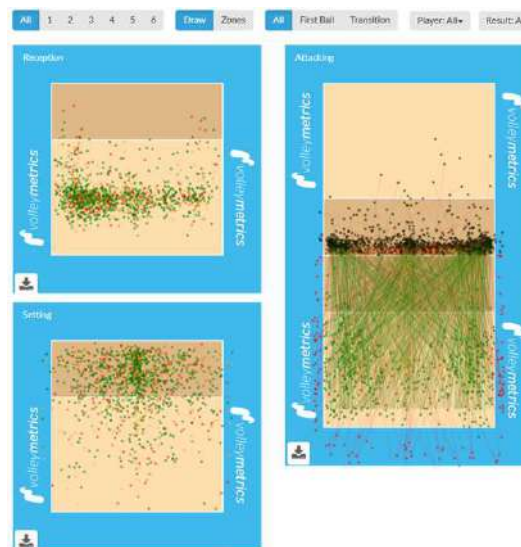 All 1 2 3 4 5 6 Draw Zones All First Ball Transition Player: All Result: A
Reception
volleymetrics
volleymetrics
Attacking
volleymetrics
volleymetrics
volleymetrics
volleymetrics
Setting
volleymetrics
volleymetrics